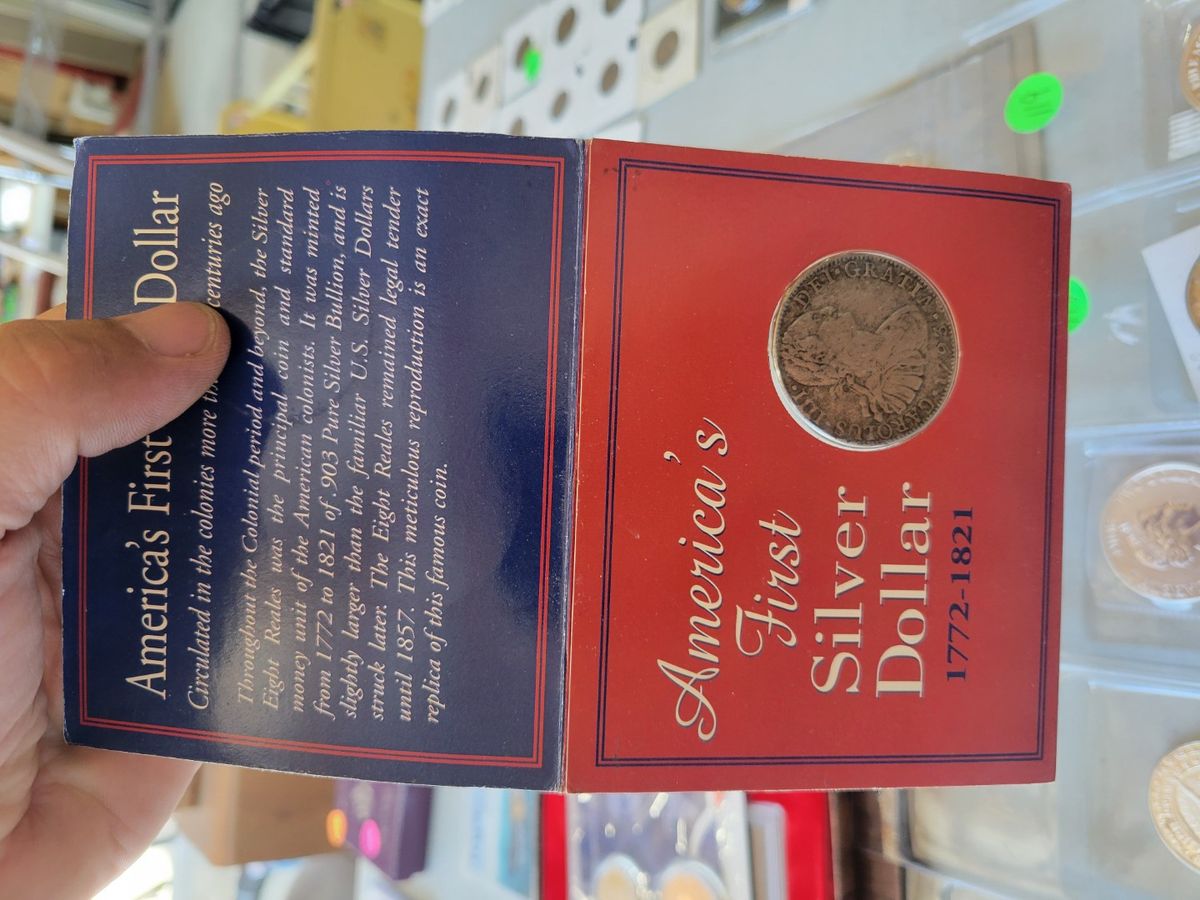 America's First Dollar
Circulated in the colonies more centuries ago
Throughout the Colonial period and beyond, the Silver
Eight Reales was the principal coin and standard
money unit of the American colonists. It was minted
from 1772 to 1821 of .903 Pure Silver Bullion, and is
slightly larger than the familiar U.S. Silver Dollars
struck later. The Eight Reales remained legal tender
until 1857. This meticulous reproduction is an exact
replica of this famous coin.
America's
First
Silver
Dollar
1772-1821
CAROLUS·IIII· DEI·GRATIA·